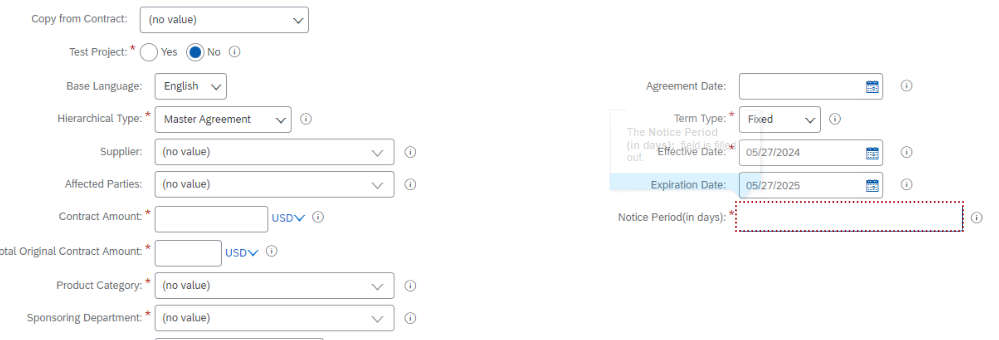 Copy from Contract: (no value)
Test Project: * Yes No
Base Language: English
Agreement Date:
Hierarchical Type: * Master Agreement
Term Type: * Fixed
Supplier: (no value)
Effective Date: * 05/27/2024
Affected Parties: (no value)
Expiration Date: 05/27/2025
Contract Amount: * USD
Notice Period(in days): *
otal Original Contract Amount: * USD
Product Category: * (no value)
Sponsoring Department: * (no value)
The Notice Period
(in days): field is filled
out